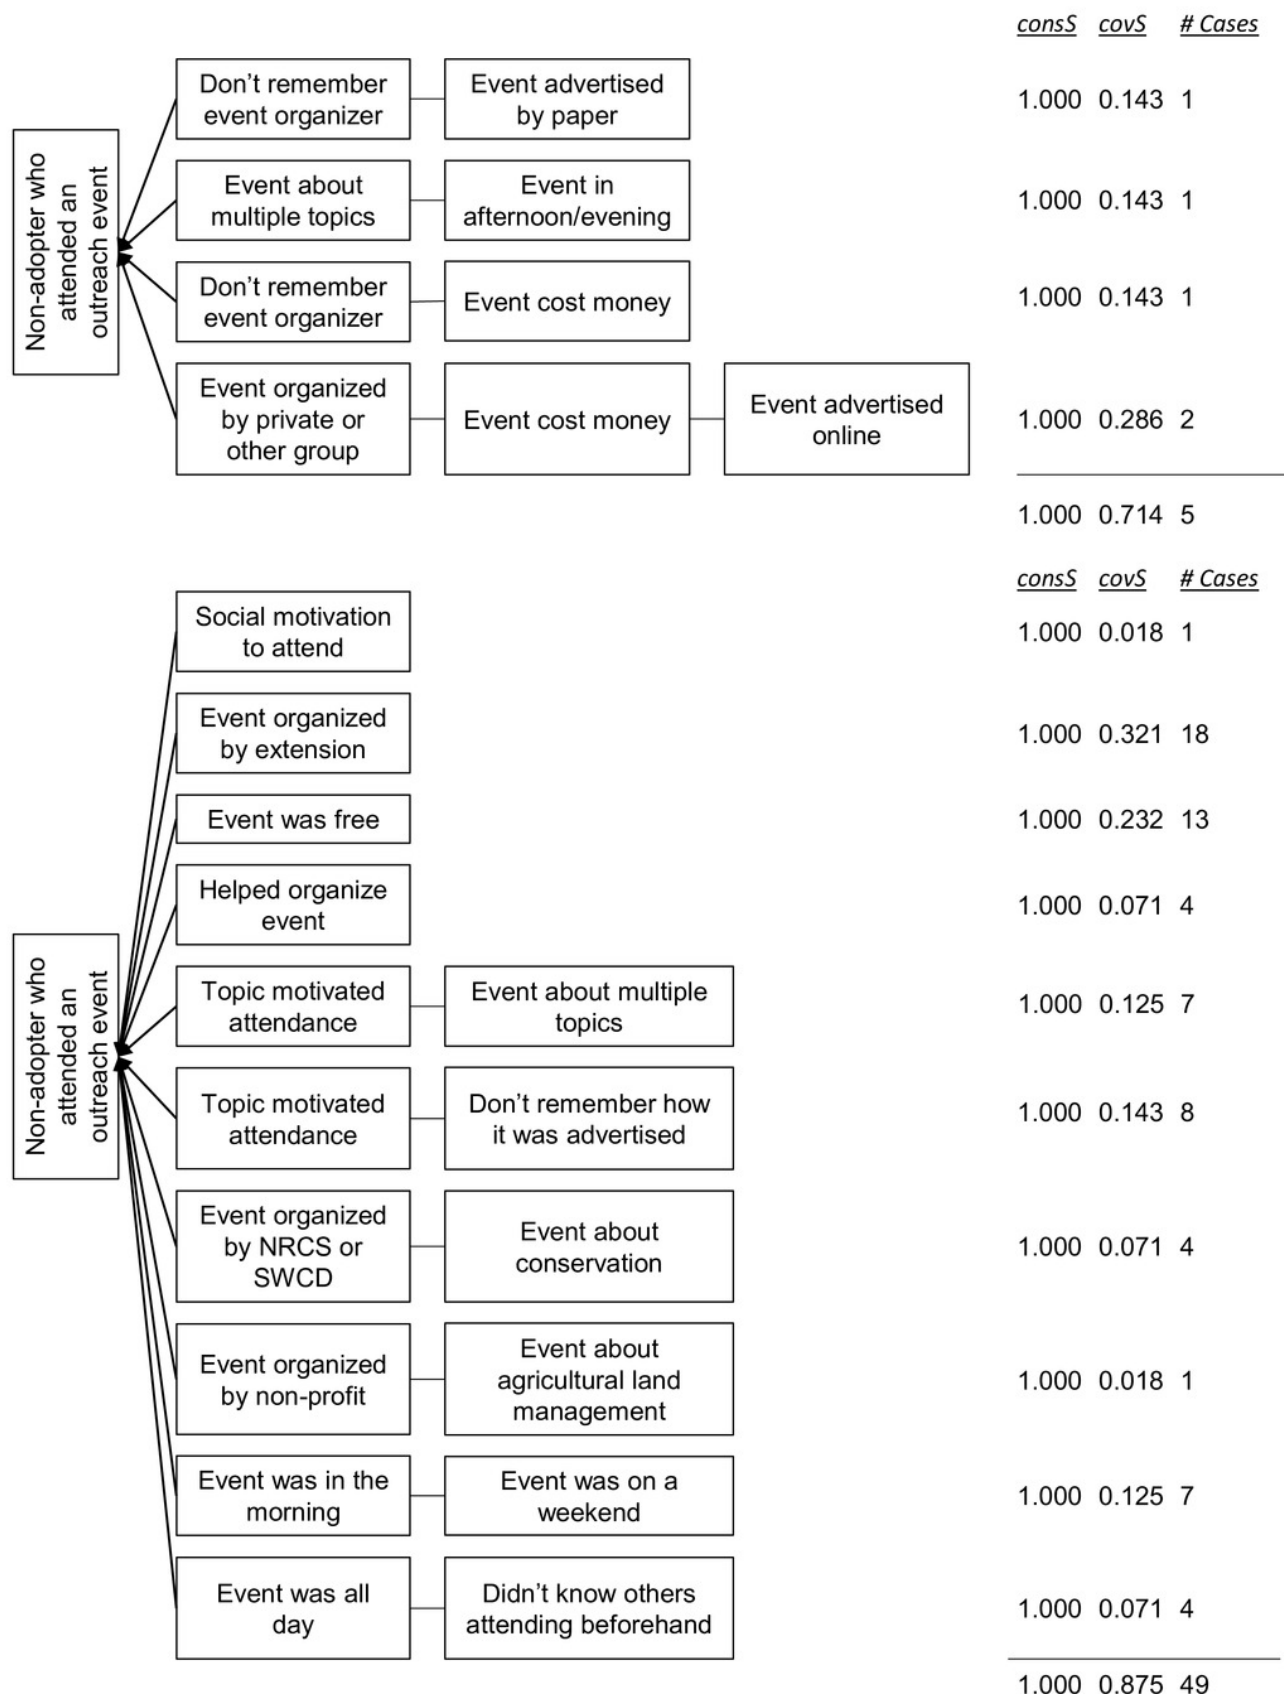 consS covS # Cases
Don't remember
event organizer
Event advertised
by paper
1.000 0.143 1
Non-adopter who
attended an
outreach event
Event about
multiple topics
Event in
afternoon/evening
1.000 0.143 1
Don't remember
event organizer
Event cost money
1.000 0.143 1
Event organized
by private or
other group
Event cost money
Event advertised
online
1.000 0.286 2
1.000 0.714 5
consS covS # Cases
Social motivation
to attend
1.000 0.018 1
Event organized
by extension
1.000 0.321 18
Event was free
1.000 0.232 13
Helped organize
event
1.000 0.071 4
Non-adopter who
attended an
outreach event
Topic motivated
attendance
Event about multiple
topics
1.000 0.125 7
Topic motivated
attendance
Don't remember how
it was advertised
1.000 0.143 8
Event organized
by NRCS or
SWCD
Event about
conservation
1.000 0.071 4
Event organized
by non-profit
Event about
agricultural land
management
1.000 0.018 1
Event was in the
morning
Event was on a
weekend
1.000 0.125 7
Event was all
day
Didn't know others
attending beforehand
1.000 0.071 4
1.000 0.875 49